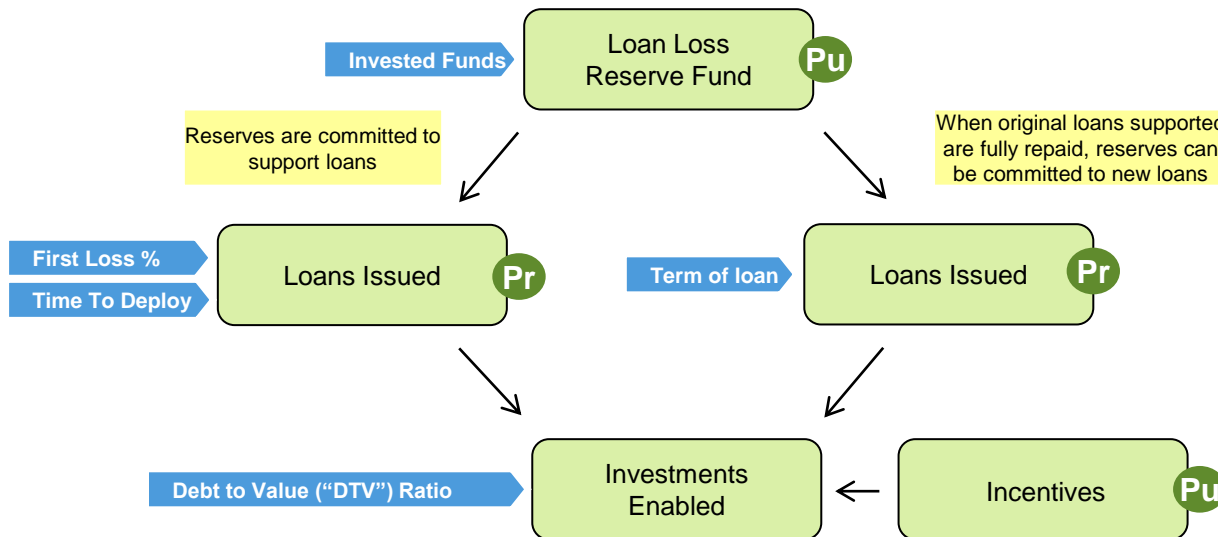 Loan Loss
Reserve Fund
Pu
Invested Funds
Reserves are committed to
support loans
When original loans supported
are fully repaid, reserves can
be committed to new loans
First Loss %
Time To Deploy
Loans Issued
Pr
Term of loan
Loans Issued
Pr
Debt to Value (“DTV”) Ratio
Investments
Enabled
Incentives
Pu